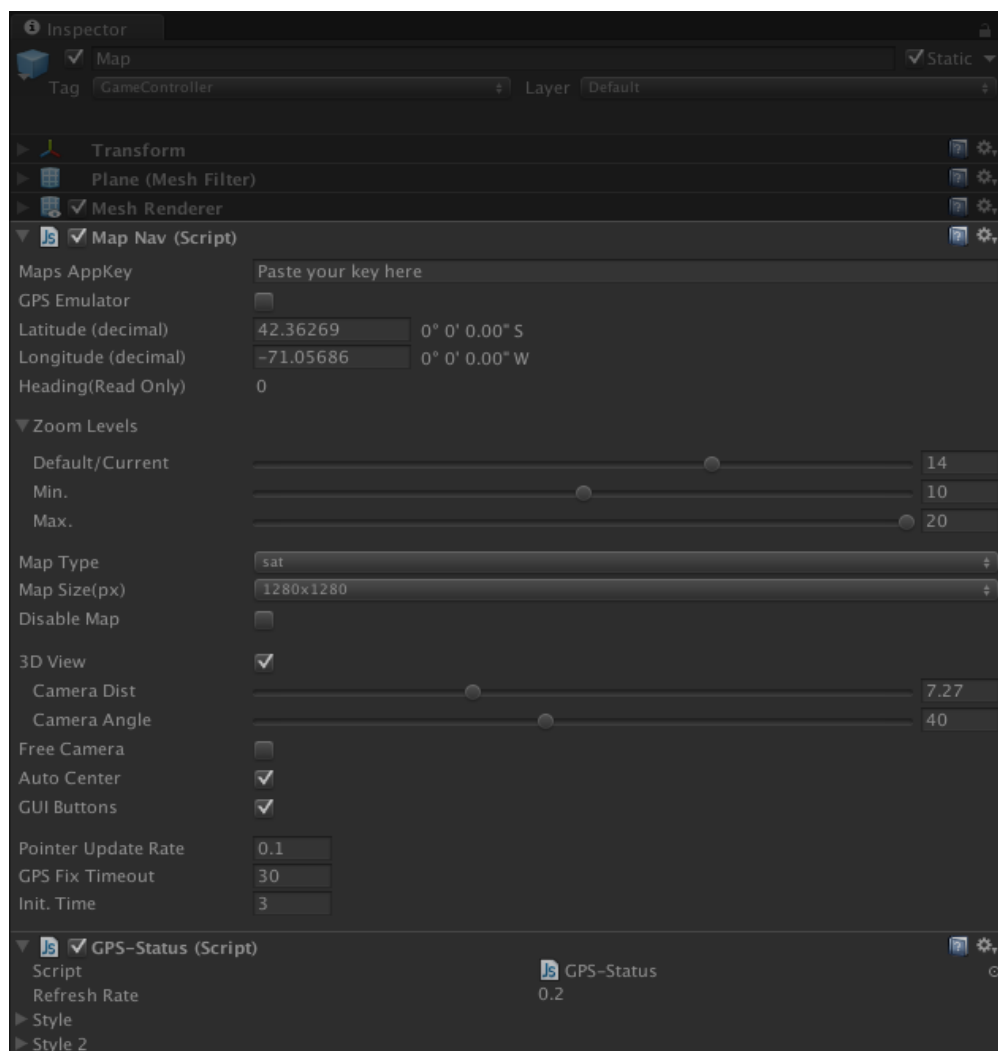 Inspector
Map Static
Tag GameController Layer Default
Transform
Plane (Mesh Filter)
Mesh Renderer
Js Map Nav (Script)
Maps AppKey Paste your key here
GPS Emulator
Latitude (decimal) 42.36269 0° 0' 0.00" S
Longitude (decimal) -71.05686 0° 0' 0.00" W
Heading(Read Only) 0
Zoom Levels
Default/Current 14
Min. 10
Max. 20
Map Type sat
Map Size(px) 1280x1280
Disable Map
3D View
Camera Dist 7.27
Camera Angle 40
Free Camera
Auto Center
GUI Buttons
Pointer Update Rate 0.1
GPS Fix Timeout 30
Init. Time 3
Js GPS-Status (Script)
Script Js GPS-Status
Refresh Rate 0.2
Style
Style 2